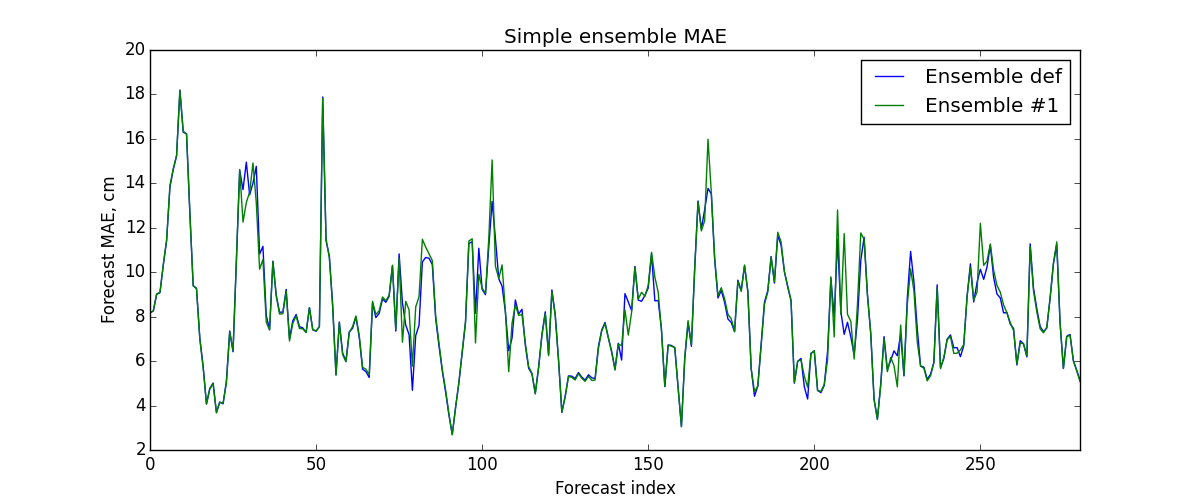 Simple ensemble MAE
20
18
16
14
12
10
8
6
4
2
Forecast MAE, cm
Ensemble def
Ensemble #1
0 50 100 150 200 250
Forecast index